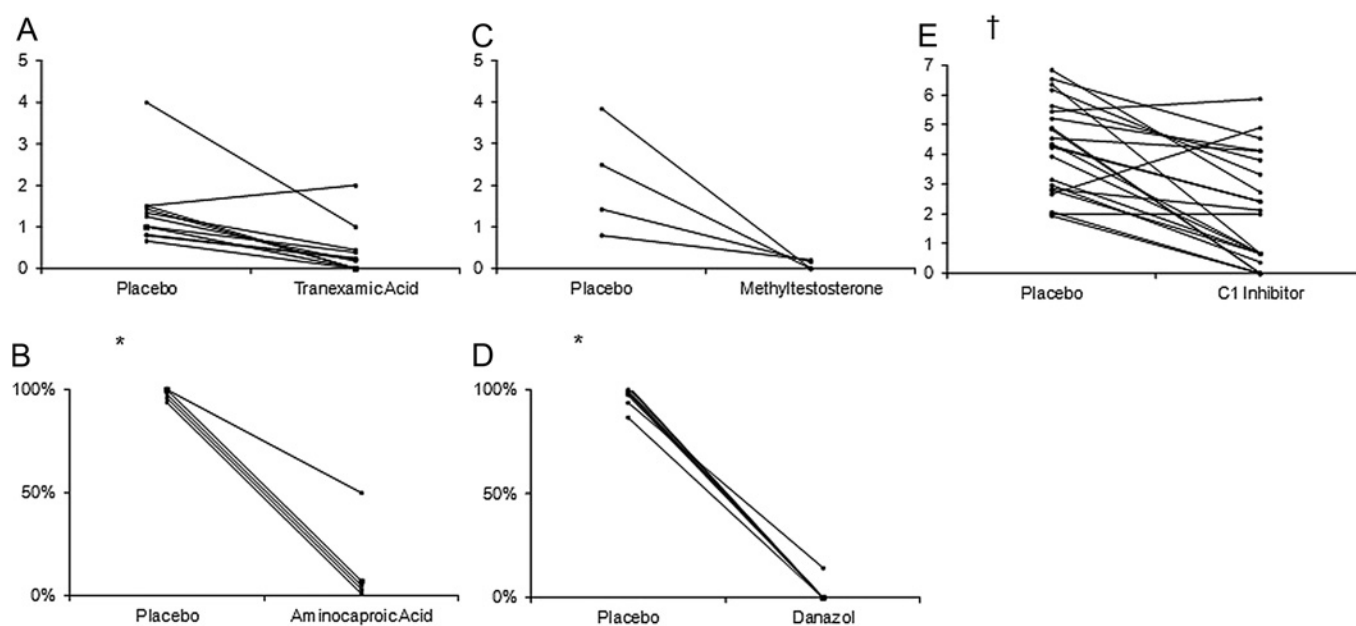 A
5
4
3
2
1
0
Placebo
Tranexamic Acid
C
5
4
3
2
1
0
Placebo
Methyltestosterone
E
†
7
6
5
4
3
2
1
0
Placebo
C1 Inhibitor
B
*
100%
50%
0%
Placebo
Aminocaproic Acid
D
*
100%
50%
0%
Placebo
Danazol